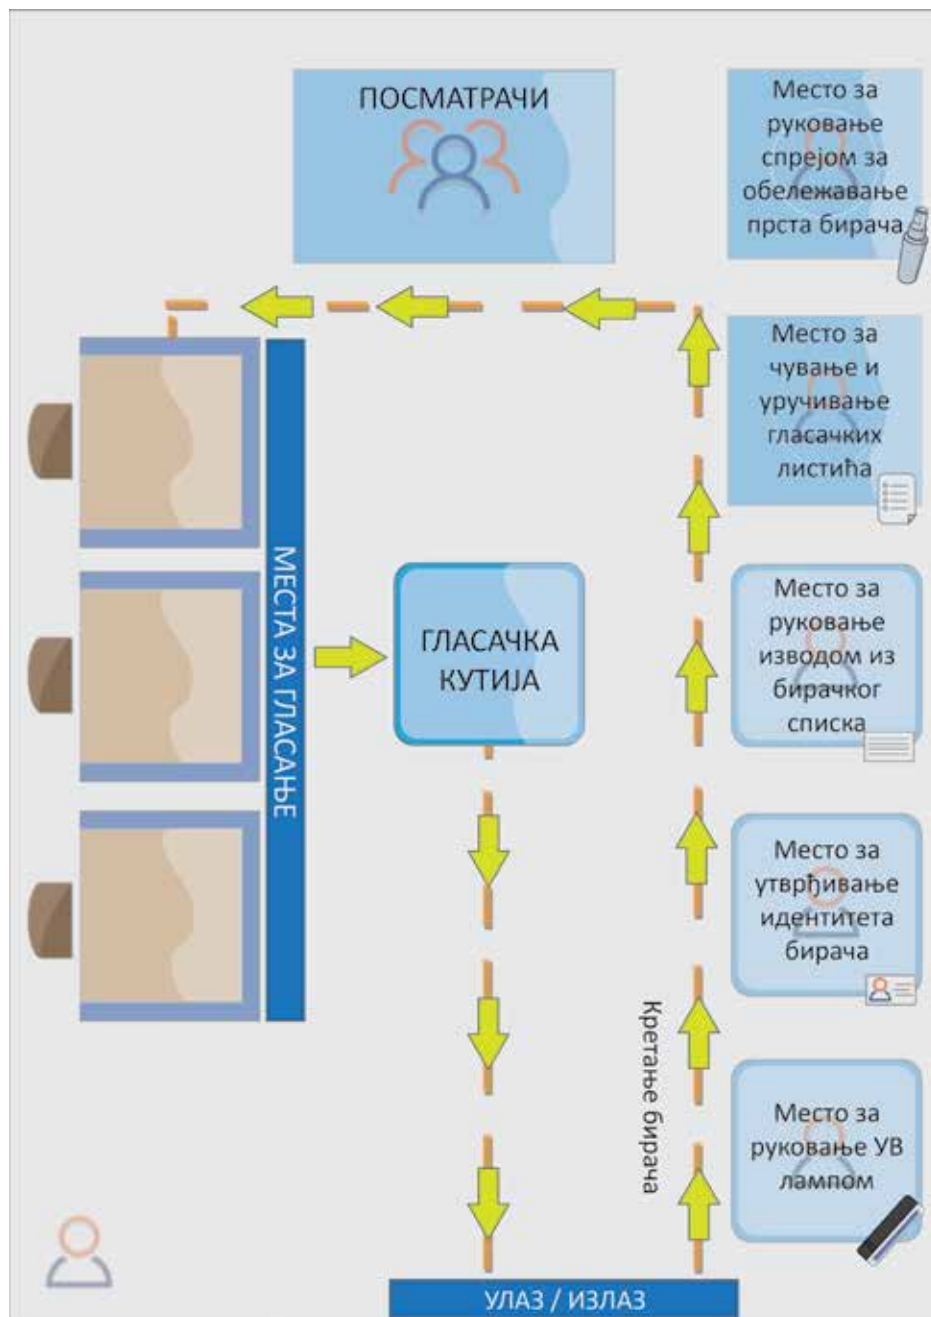 ПОСМАТРАЧИ
Место за
руковање
спрејом за
обележавање
прста бирача
Место за
чување и
уручивање
гласачких
листића
МЕСТА ЗА ГЛАСАЊЕ
ГЛАСАЧКА
КУТИЈА
Место за
руковање
изводом из
бирачког
списка
Место за
утврђивање
идентитета
бирача
Кретање бирача
Место за
руковање УВ
лампом
УЛАЗ / ИЗЛАЗ